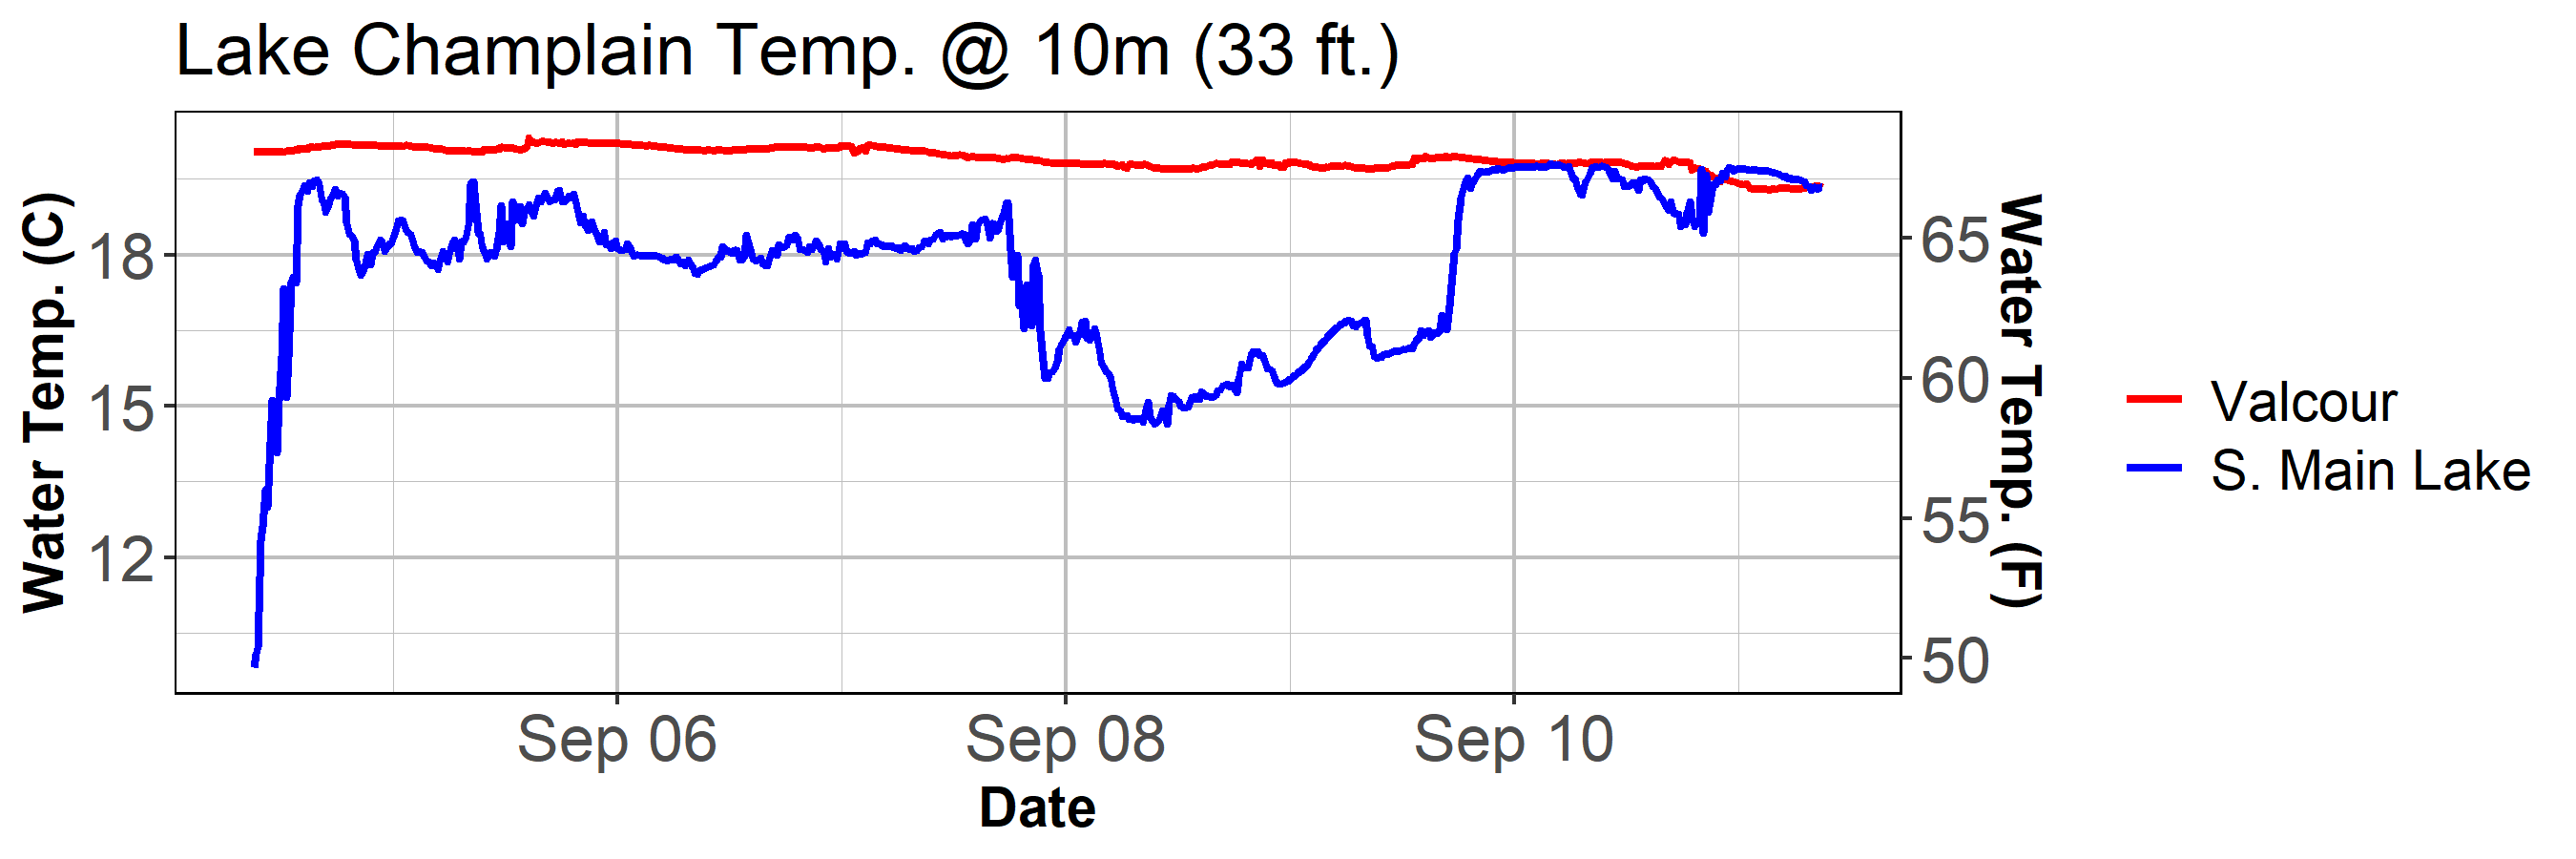 Lake Champlain Temp. @ 10m (33 ft.)
Water Temp. (C)
18
15
12
65
60
55
50
Water Temp. (F)
Sep 06
Sep 08
Sep 10
Date
Valcour
S. Main Lake